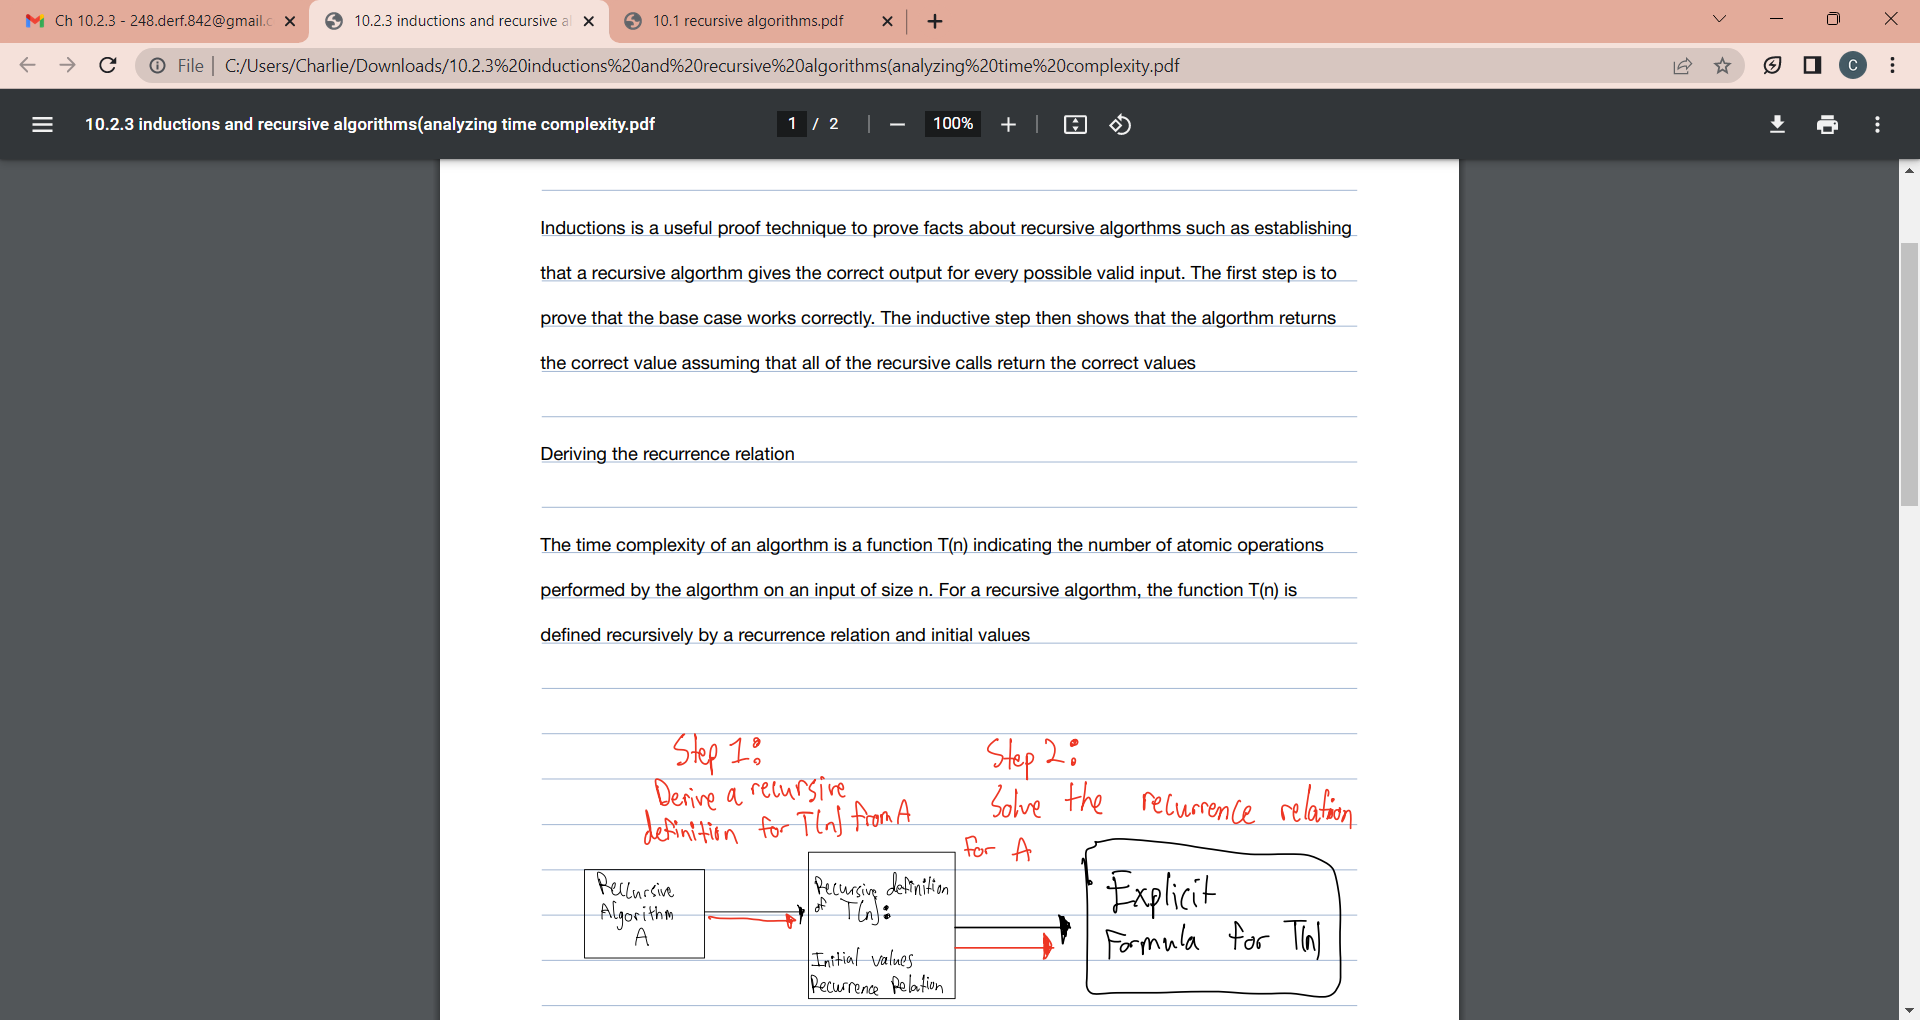 Ch 10.2.3 - 248.derf.842@gmail.c
10.2.3 inductions and recursive al
10.1 recursive algorithms.pdf
File | C:/Users/Charlie/Downloads/10.2.3%20inductions%20and%20recursive%20algorithms(analyzing%20time%20complexity.pdf
C
10.2.3 inductions and recursive algorithms(analyzing time complexity.pdf
1 / 2
100%
Inductions is a useful proof technique to prove facts about recursive algorthms such as establishing
that a recursive algorthm gives the correct output for every possible valid input. The first step is to
prove that the base case works correctly. The inductive step then shows that the algorthm returns
the correct value assuming that all of the recursive calls return the correct values
Deriving the recurrence relation
The time complexity of an algorthm is a function T(n) indicating the number of atomic operations
performed by the algorthm on an input of size n. For a recursive algorthm, the function T(n) is
defined recursively by a recurrence relation and initial values
Step 1:
Derive a recursive
definition for T(n) from A
Step 2:
Solve the recurrence relation
for A
Reccursive
Algorithm
A
Recursive definition
of T(n):
Initial values
Recurrence Relation
Explicit
Formula for T(n)